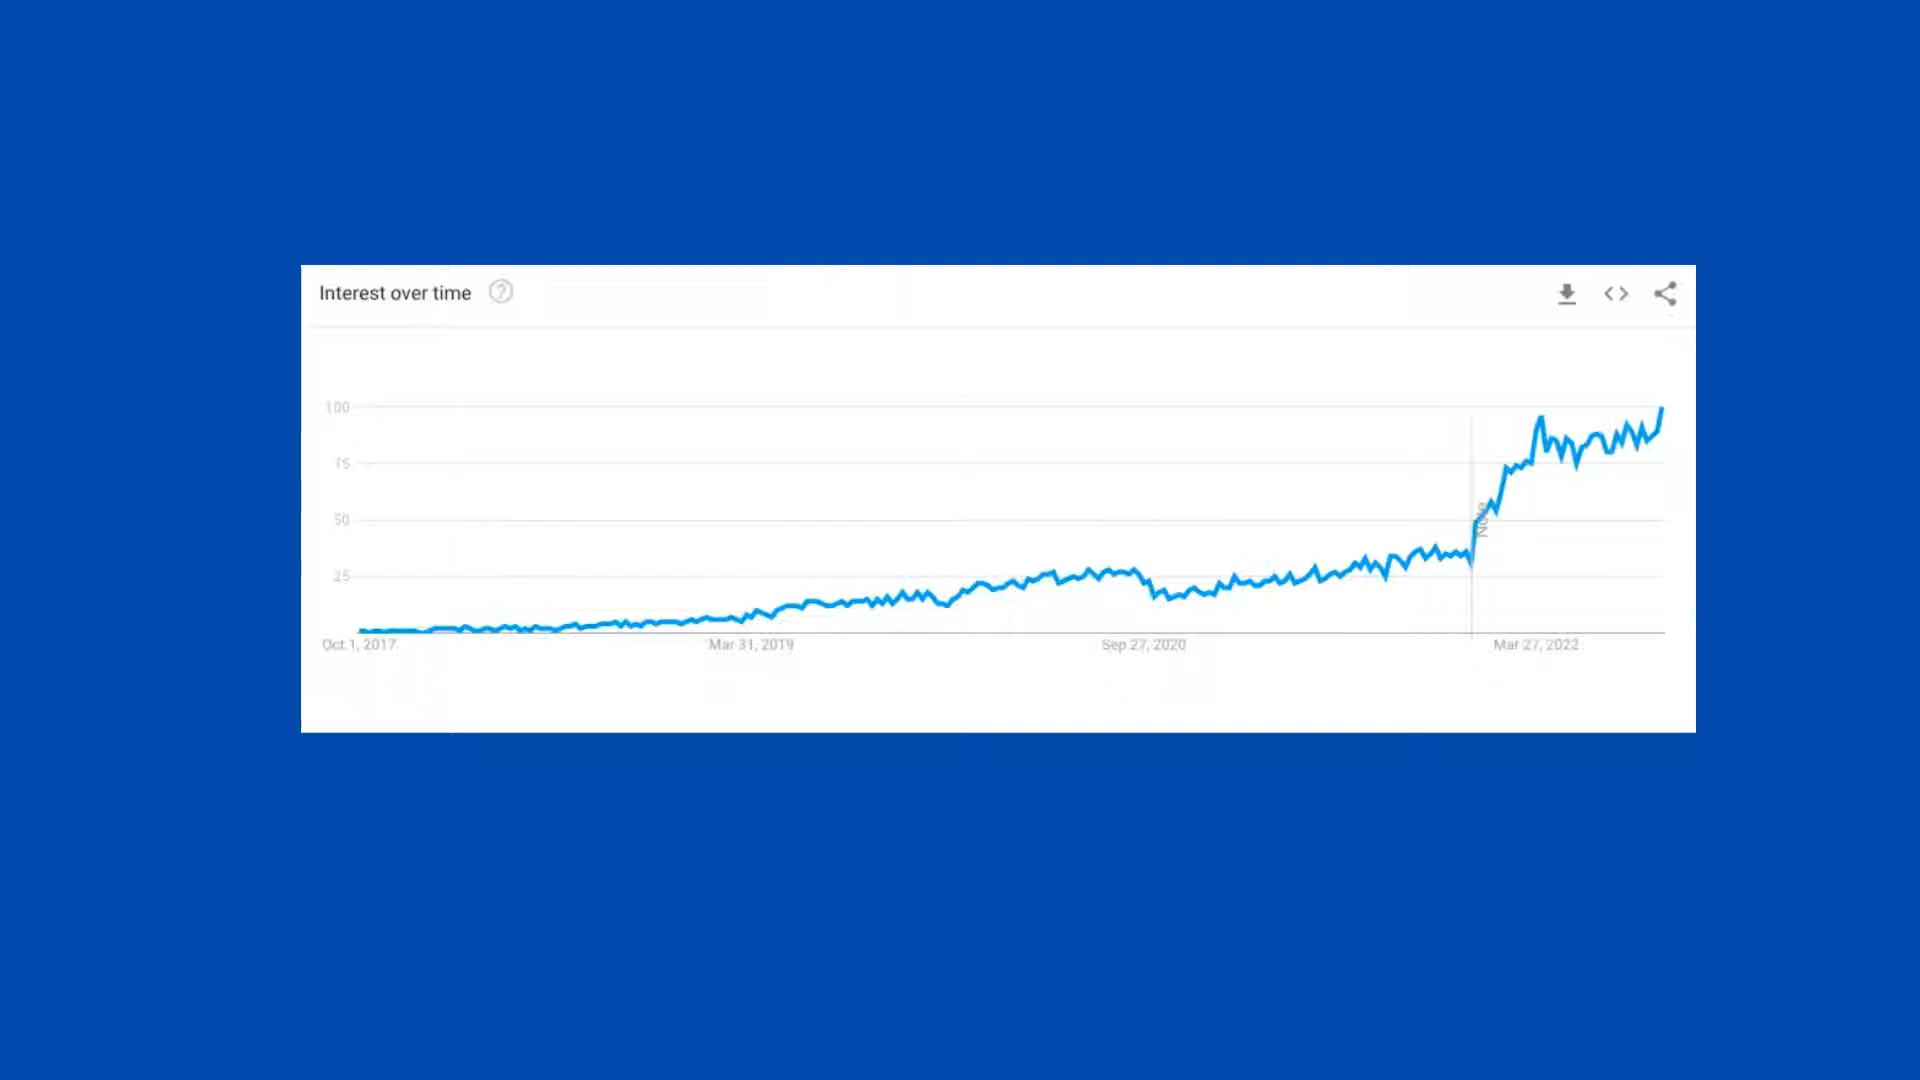 Interest over time
100
75
50
25
Note
Oct 1, 2017
Mar 31, 2019
Sep 27, 2020
Mar 27, 2022